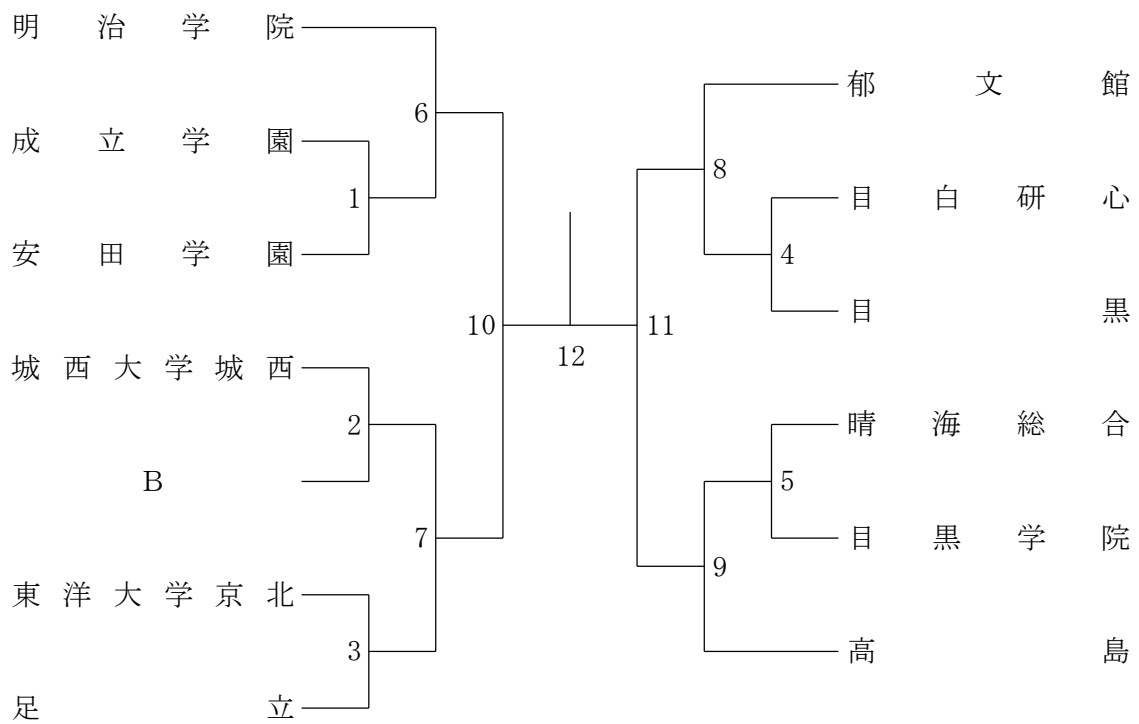 明治学院
郁文館
6
成立学園
8
1
目白研心
安田学園
4
10
11
目黒
12
城西大学城西
2
晴海総合
B
5
7
目黒学院
9
東洋大学京北
3
高島
足立